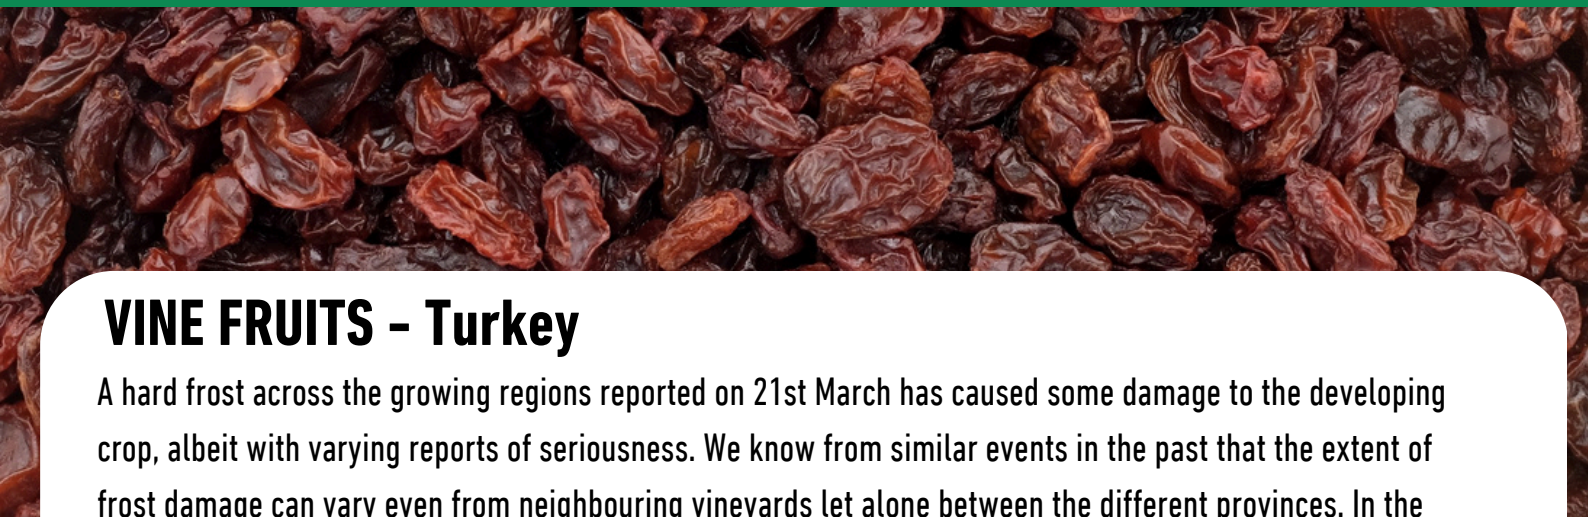 VINE FRUITS – Turkey
A hard frost across the growing regions reported on 21st March has caused some damage to the developing
crop, albeit with varying reports of seriousness. We know from similar events in the past that the extent of
frost damage can vary even from neighbouring vineyards let alone between the different provinces. In the